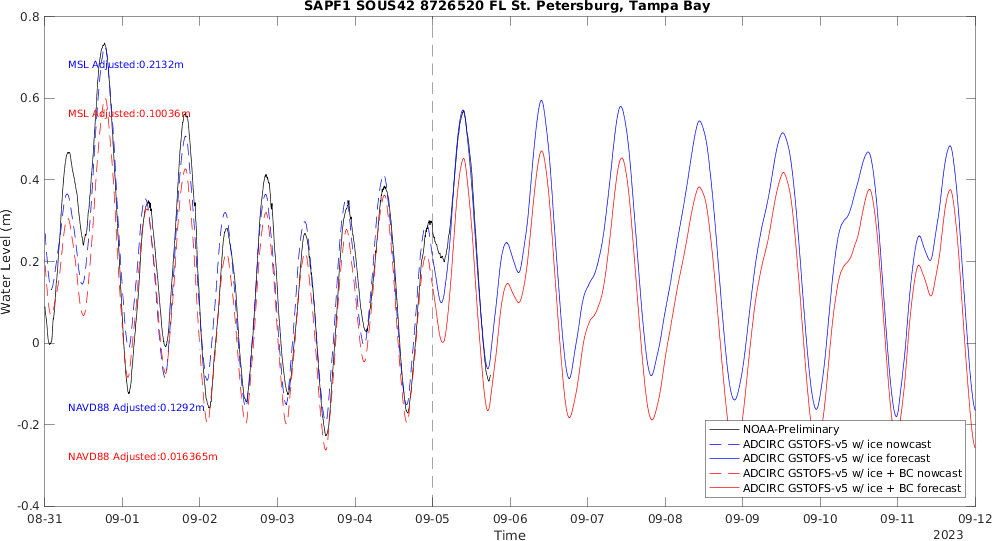 SAPF1 SOUS42 8726520 FL St. Petersburg, Tampa Bay
0.8
0.6
0.4
0.2
0
-0.2
-0.4
Water Level (m)
MSL Adjusted:0.2132m
MSL Adjusted:0.10036m
NAVD88 Adjusted:0.1292m
NAVD88 Adjusted:0.016365m
NOAA-Preliminary
ADCIRC GSTOFS-v5 w/ ice nowcast
ADCIRC GSTOFS-v5 w/ ice forecast
ADCIRC GSTOFS-v5 w/ ice + BC nowcast
ADCIRC GSTOFS-v5 w/ ice + BC forecast
08-31 09-01 09-02 09-03 09-04 09-05 09-06 09-07 09-08 09-09 09-10 09-11 09-12
Time
2023